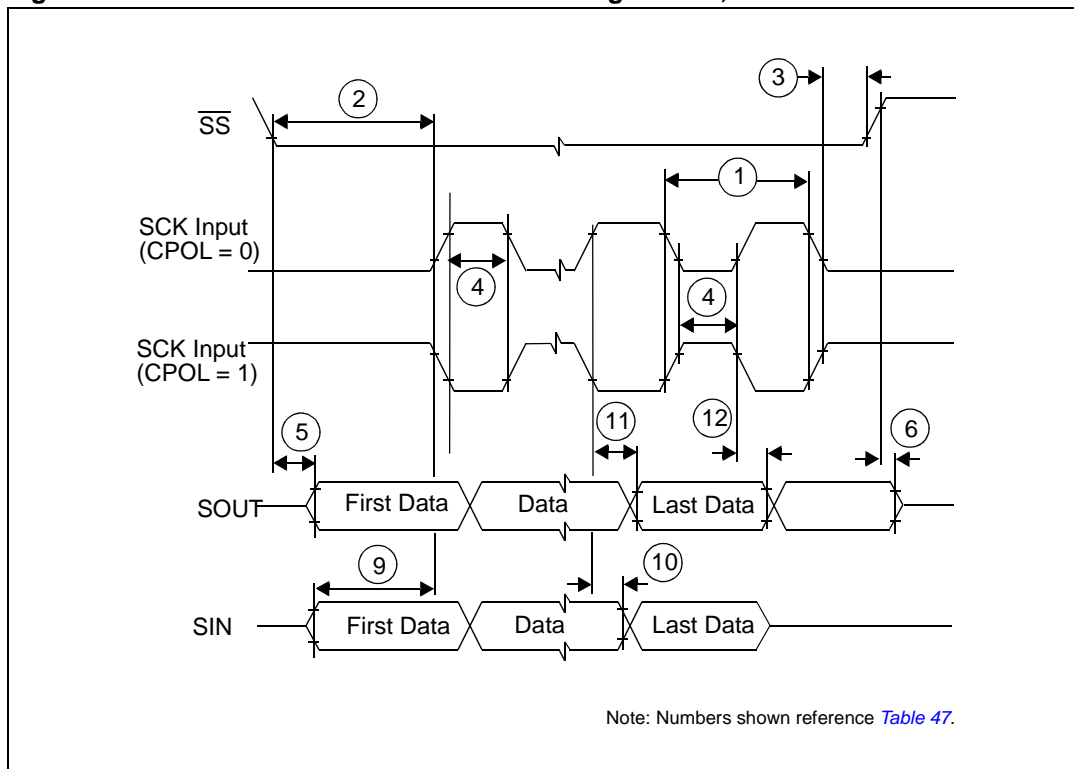 3
2
SS
1
SCK Input
(CPOL = 0)
4
4
SCK Input
(CPOL = 1)
11
12
5
6
SOUT
First Data
Data
Last Data
9
10
SIN
First Data
Data
Last Data
Note: Numbers shown reference Table 47.